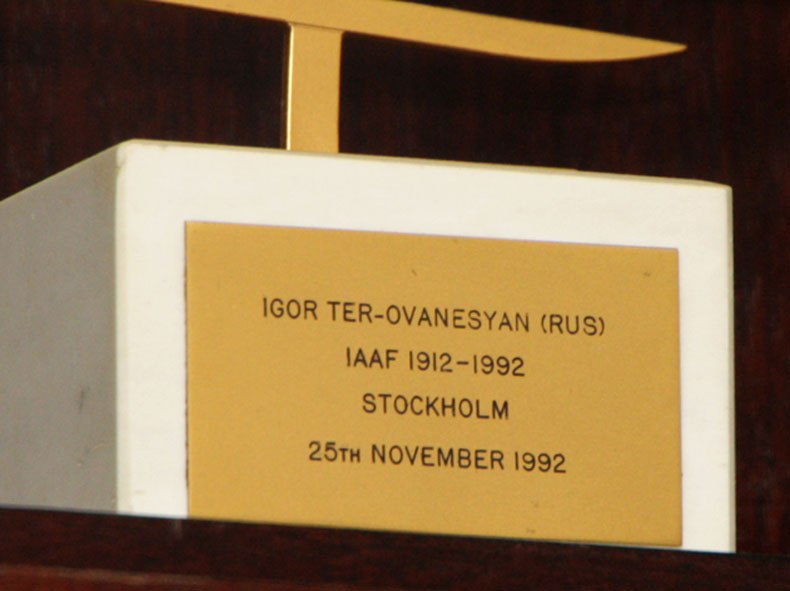 IGOR TER-OVANESYAN (RUS)
IAAF 1912-1992
STOCKHOLM
25TH NOVEMBER 1992